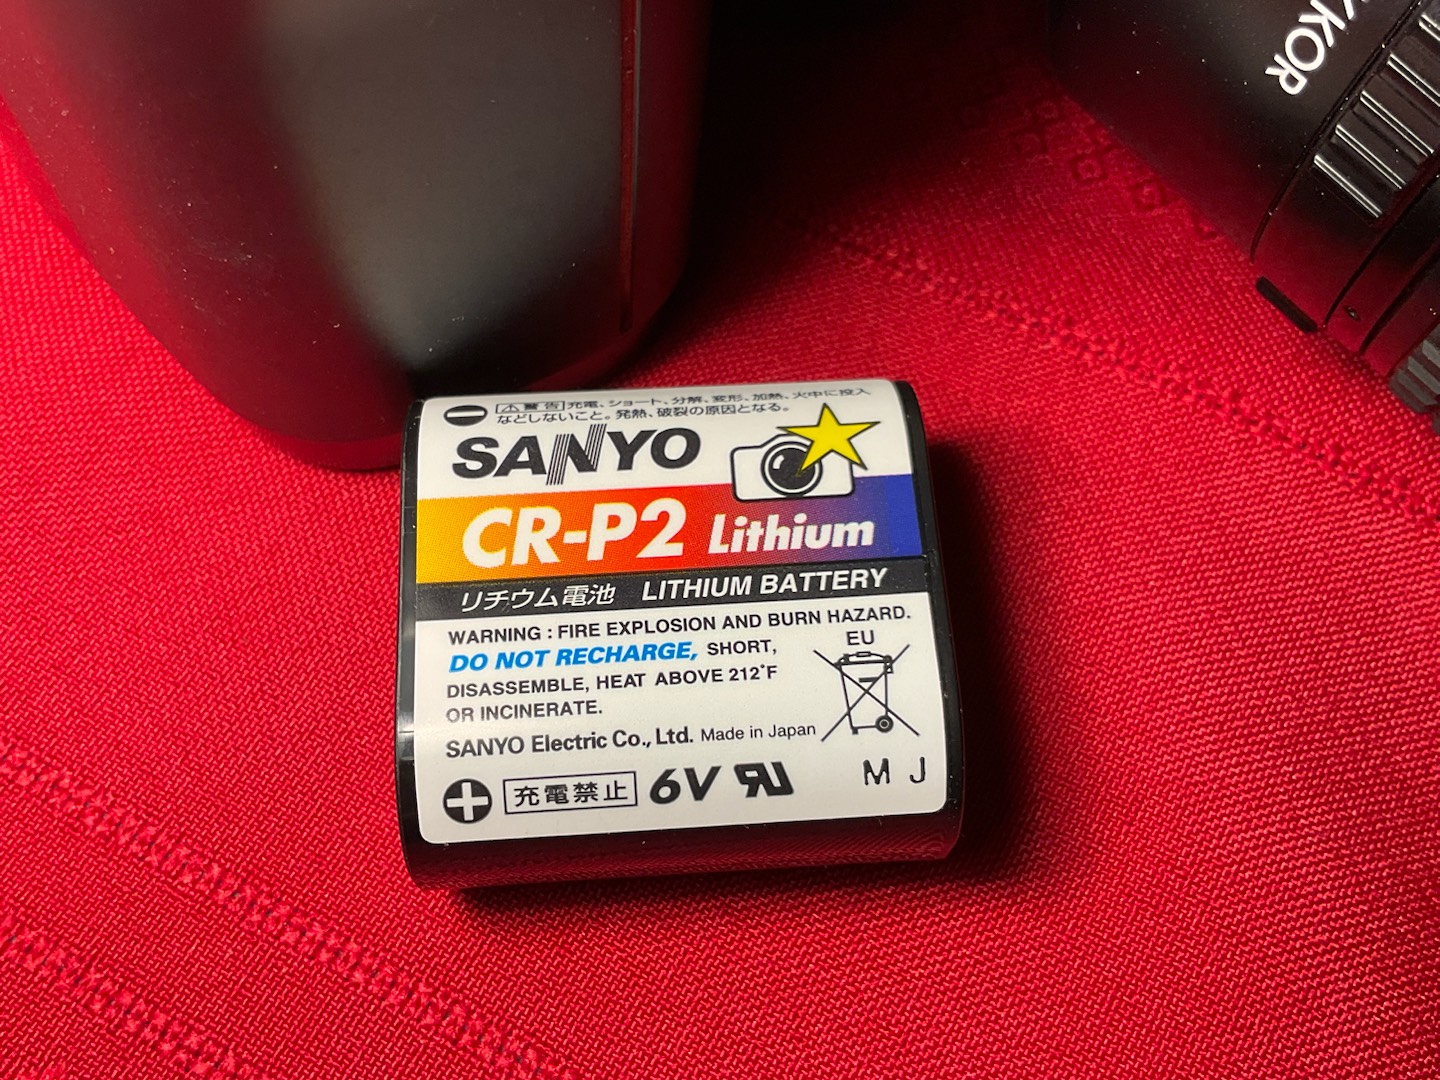 KKOR
⚠警告 充電、ショート、分解、変形、加熱、火中に投入
などしないこと。発熱、破裂の原因となる。
SANYO
CR-P2 Lithium
リチウム電池 LITHIUM BATTERY
WARNING : FIRE EXPLOSION AND BURN HAZARD.
DO NOT RECHARGE, SHORT,
DISASSEMBLE, HEAT ABOVE 212°F
OR INCINERATE.
EU
SANYO Electric Co., Ltd. Made in Japan
充電禁止 6V RU
M J